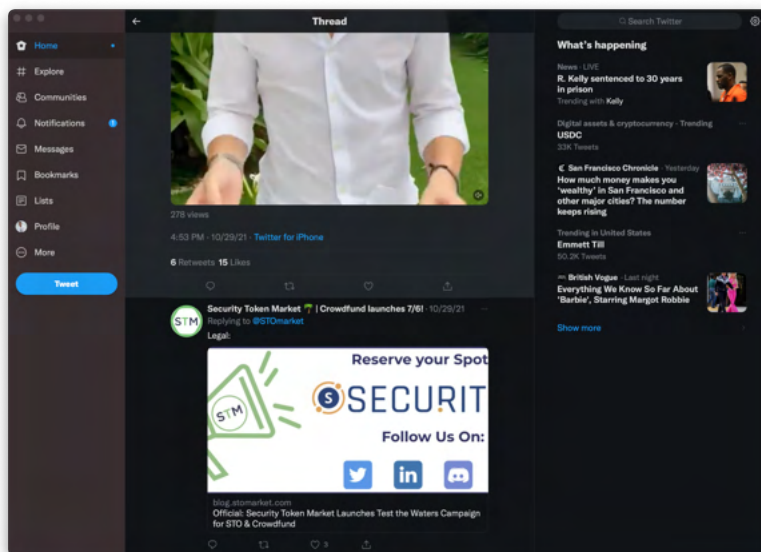 Home
Explore
Communities
Notifications
1
Messages
Bookmarks
Lists
Profile
More
Tweet
Thread
278 views
4:53 PM · 10/29/21 · Twitter for iPhone
6 Retweets 15 Likes
Security Token Market 🌴 | Crowdfund launches 7/6! · 10/29/21
Replying to @STOmarket
Legal:
STM
STM
Reserve your Spot
S SECURIT
Follow Us On:
in
blog.stomarket.com
Official: Security Token Market Launches Test the Waters Campaign
for STO & Crowdfund
3
Search Twitter
What's happening
News · LIVE
R. Kelly sentenced to 30 years
in prison
Trending with Kelly
Digital assets & cryptocurrency · Trending
USDC
33K Tweets
San Francisco Chronicle · Yesterday
How much money makes you
'wealthy' in San Francisco and
other major cities? The number
keeps rising
Trending in United States
Emmett Till
50.2K Tweets
British Vogue · Last night
Everything We Know So Far About
'Barbie', Starring Margot Robbie
Show more